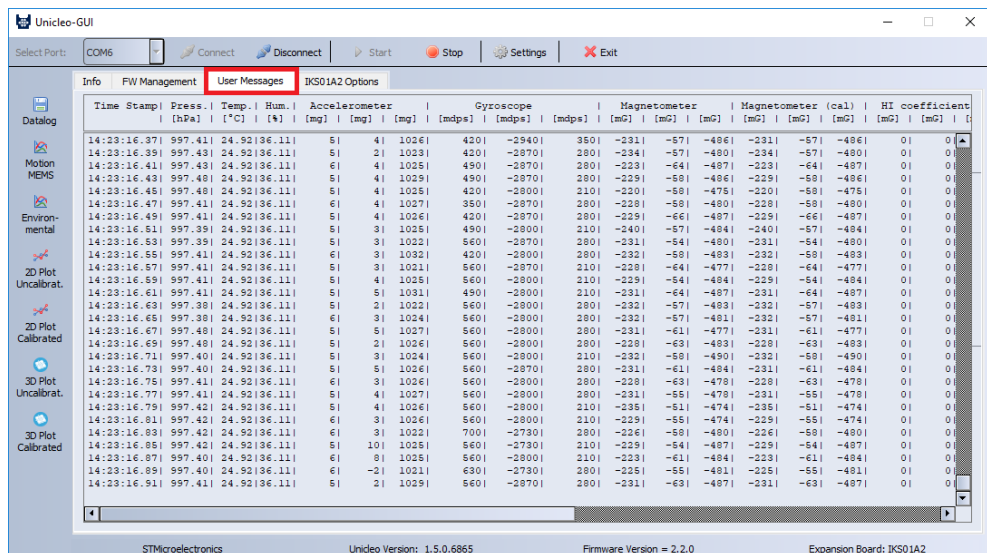 Unicleo-GUI
Select Port: COM6 Connect Disconnect Start Stop Settings Exit
Info FW Management User Messages IKS01A2 Options
Datalog
Motion
MEMS
Environ-
mental
2D Plot
Uncalibrat.
2D Plot
Calibrated
3D Plot
Uncalibrat.
3D Plot
Calibrated
Time Stamp| Press.| Temp.| Hum.| Accelerometer | Gyroscope | Magnetometer | Magnetometer (cal) | HI coefficient
| [hPa] | [°C] | [%] | [mg] | [mg] | [mg] | [mdps] | [mdps] | [mdps] | [mG] | [mG] | [mG] | [mG] | [mG] | [mG] | [mG] | [mG] |
14:23:16.37| 997.41| 24.92|36.11| 5| 4| 1026| 420| -2940| 350| -231| -57| -486| -231| -57| -486| 0| 0|
14:23:16.39| 997.43| 24.92|36.11| 5| 2| 1023| 420| -2870| 280| -234| -57| -480| -234| -57| -480| 0| 0|
14:23:16.41| 997.43| 24.92|36.11| 6| 4| 1025| 490| -2870| 280| -223| -64| -487| -223| -64| -487| 0| 0|
14:23:16.43| 997.48| 24.92|36.11| 5| 4| 1029| 490| -2870| 280| -229| -58| -486| -229| -58| -486| 0| 0|
14:23:16.45| 997.48| 24.92|36.11| 5| 4| 1025| 420| -2800| 210| -220| -58| -475| -220| -58| -475| 0| 0|
14:23:16.47| 997.41| 24.92|36.11| 6| 4| 1027| 350| -2870| 210| -228| -58| -480| -228| -58| -480| 0| 0|
14:23:16.49| 997.41| 24.92|36.11| 5| 4| 1026| 420| -2870| 210| -229| -66| -487| -229| -66| -487| 0| 0|
14:23:16.51| 997.39| 24.92|36.11| 5| 3| 1025| 490| -2800| 210| -240| -57| -484| -240| -57| -484| 0| 0|
14:23:16.53| 997.39| 24.92|36.11| 5| 3| 1022| 560| -2870| 280| -231| -54| -480| -231| -54| -480| 0| 0|
14:23:16.55| 997.41| 24.92|36.11| 6| 3| 1032| 420| -2800| 280| -232| -58| -483| -232| -58| -483| 0| 0|
14:23:16.57| 997.41| 24.92|36.11| 6| 3| 1021| 560| -2870| 210| -228| -64| -477| -228| -64| -477| 0| 0|
14:23:16.59| 997.41| 24.92|36.11| 5| 4| 1025| 560| -2800| 210| -229| -54| -484| -229| -54| -484| 0| 0|
14:23:16.61| 997.41| 24.92|36.11| 5| 5| 1031| 490| -2800| 210| -231| -64| -487| -231| -64| -487| 0| 0|
14:23:16.63| 997.38| 24.92|36.11| 5| 2| 1022| 560| -2800| 280| -232| -57| -483| -232| -57| -483| 0| 0|
14:23:16.65| 997.38| 24.92|36.11| 6| 3| 1024| 560| -2800| 280| -232| -57| -481| -232| -57| -481| 0| 0|
14:23:16.67| 997.48| 24.92|36.11| 5| 5| 1027| 560| -2800| 280| -231| -61| -477| -231| -61| -477| 0| 0|
14:23:16.69| 997.48| 24.92|36.11| 5| 2| 1026| 560| -2800| 280| -228| -63| -483| -228| -63| -483| 0| 0|
14:23:16.71| 997.40| 24.92|36.11| 5| 3| 1024| 560| -2800| 210| -232| -58| -490| -232| -58| -490| 0| 0|
14:23:16.73| 997.40| 24.92|36.11| 5| 5| 1026| 560| -2800| 280| -231| -61| -484| -231| -61| -484| 0| 0|
14:23:16.75| 997.41| 24.92|36.11| 6| 3| 1026| 560| -2800| 280| -228| -63| -478| -228| -63| -478| 0| 0|
14:23:16.77| 997.41| 24.92|36.11| 5| 4| 1027| 560| -2800| 280| -231| -55| -478| -231| -55| -478| 0| 0|
14:23:16.79| 997.42| 24.92|36.11| 5| 4| 1026| 560| -2800| 210| -235| -51| -474| -235| -51| -474| 0| 0|
14:23:16.81| 997.42| 24.92|36.11| 6| 3| 1026| 560| -2800| 210| -229| -55| -474| -229| -55| -474| 0| 0|
14:23:16.83| 997.42| 24.92|36.11| 6| 3| 1022| 700| -2730| 280| -226| -58| -480| -226| -58| -480| 0| 0|
14:23:16.85| 997.42| 24.92|36.11| 5| 10| 1025| 560| -2730| 210| -229| -54| -487| -229| -54| -487| 0| 0|
14:23:16.87| 997.40| 24.92|36.11| 6| 8| 1025| 560| -2800| 210| -223| -61| -484| -223| -61| -484| 0| 0|
14:23:16.89| 997.40| 24.92|36.11| 6| -2| 1021| 630| -2730| 280| -225| -55| -481| -225| -55| -481| 0| 0|
14:23:16.91| 997.41| 24.92|36.11| 5| 2| 1029| 560| -2870| 280| -231| -63| -487| -231| -63| -487| 0| 0|
STMicroelectronics Unicleo Version: 1.5.0.6865 Firmware Version = 2.2.0 Expansion Board: IKS01A2